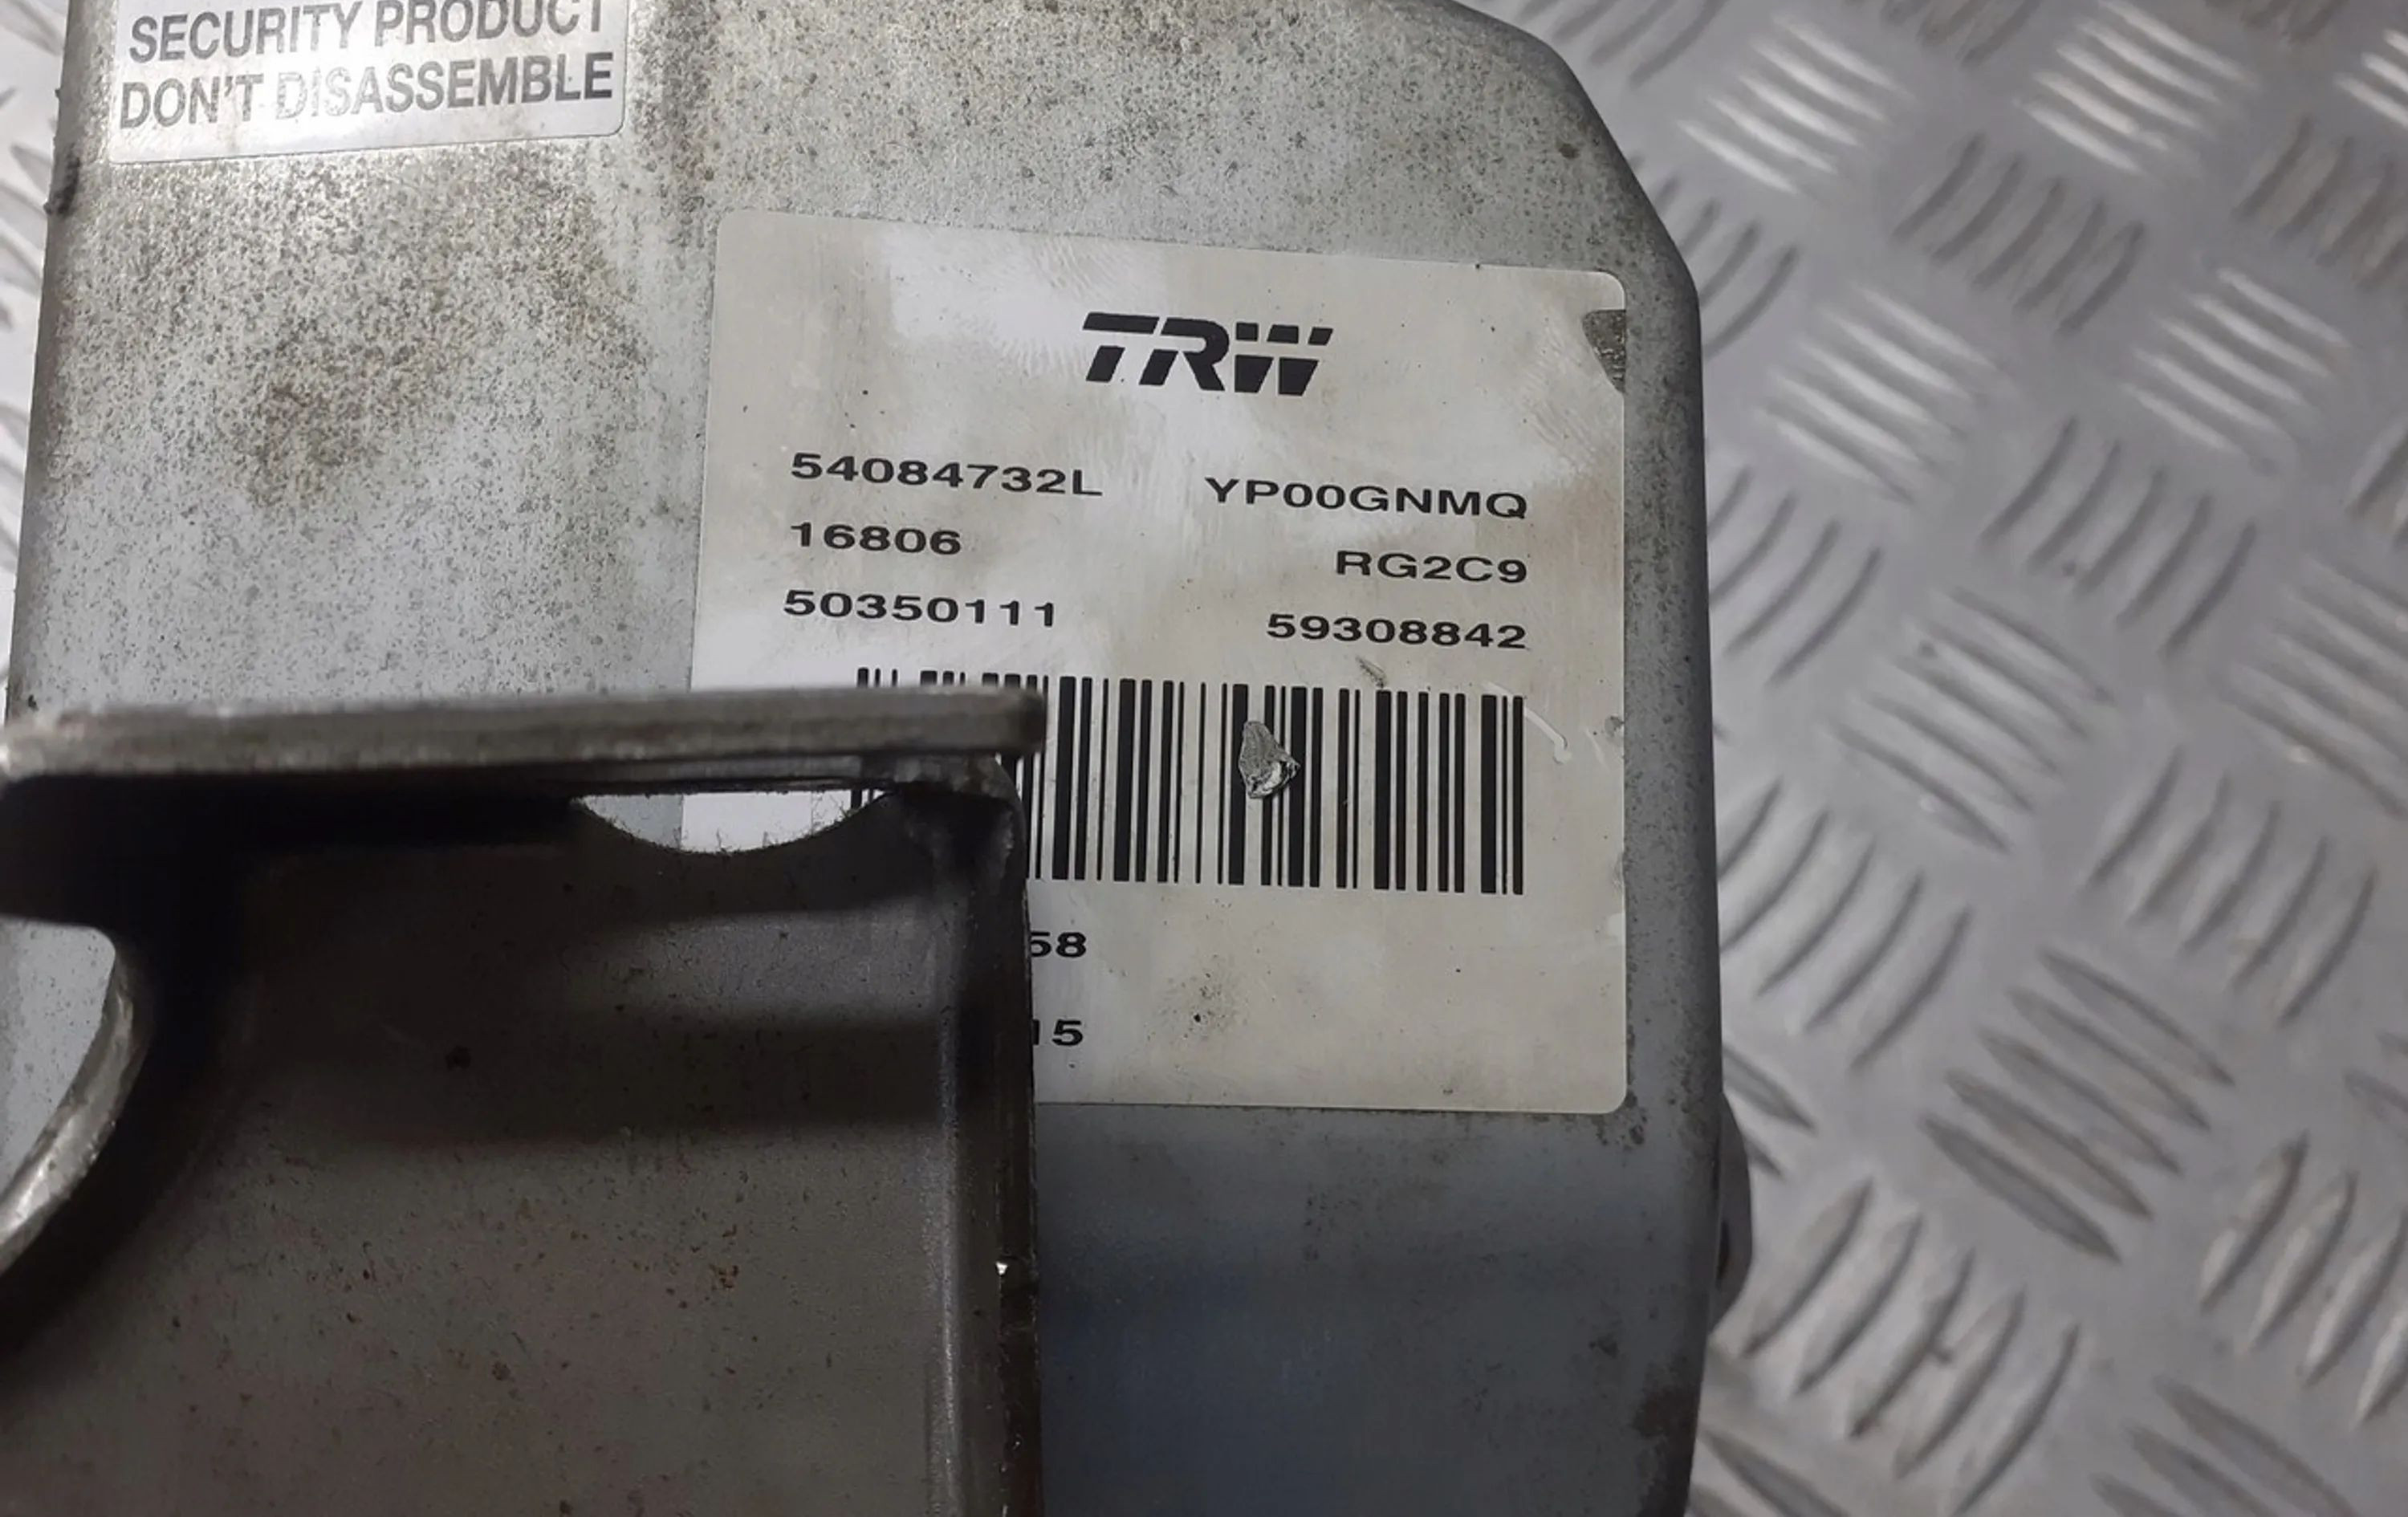 SECURITY PRODUCT
DON'T DISASSEMBLE
TRW
54084732L YP00GNMQ
16806 RG2C9
50350111 59308842
58
15